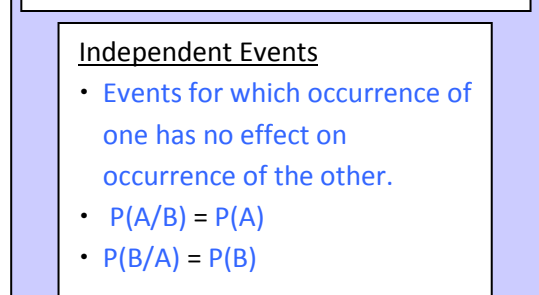 Independent Events
· Events for which occurrence of
one has no effect on
occurrence of the other.
· P(A/B) = P(A)
· P(B/A) = P(B)